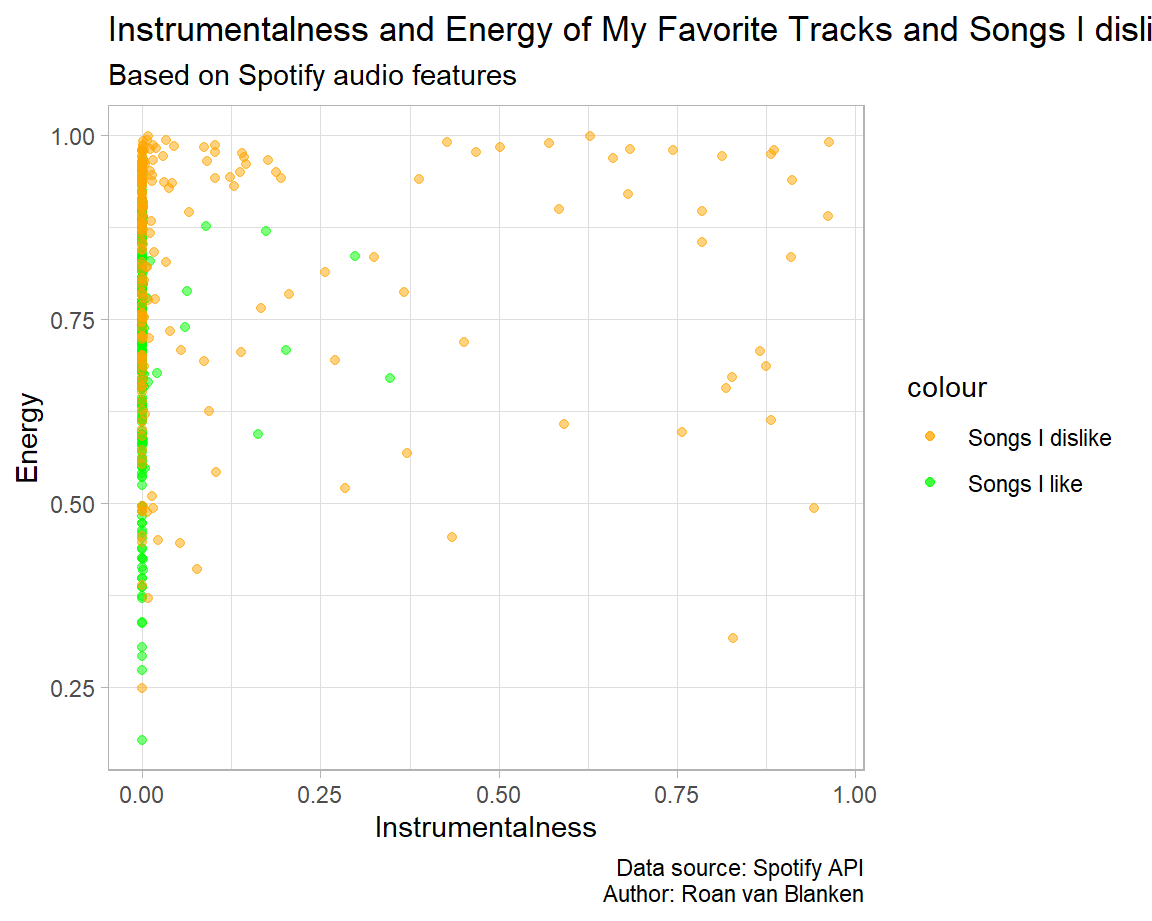 Instrumentalness and Energy of My Favorite Tracks and Songs I disli
Based on Spotify audio features
1.00
0.75
0.50
0.25
Energy
0.00 0.25 0.50 0.75 1.00
Instrumentalness
colour
Songs I dislike
Songs I like
Data source: Spotify API
Author: Roan van Blanken